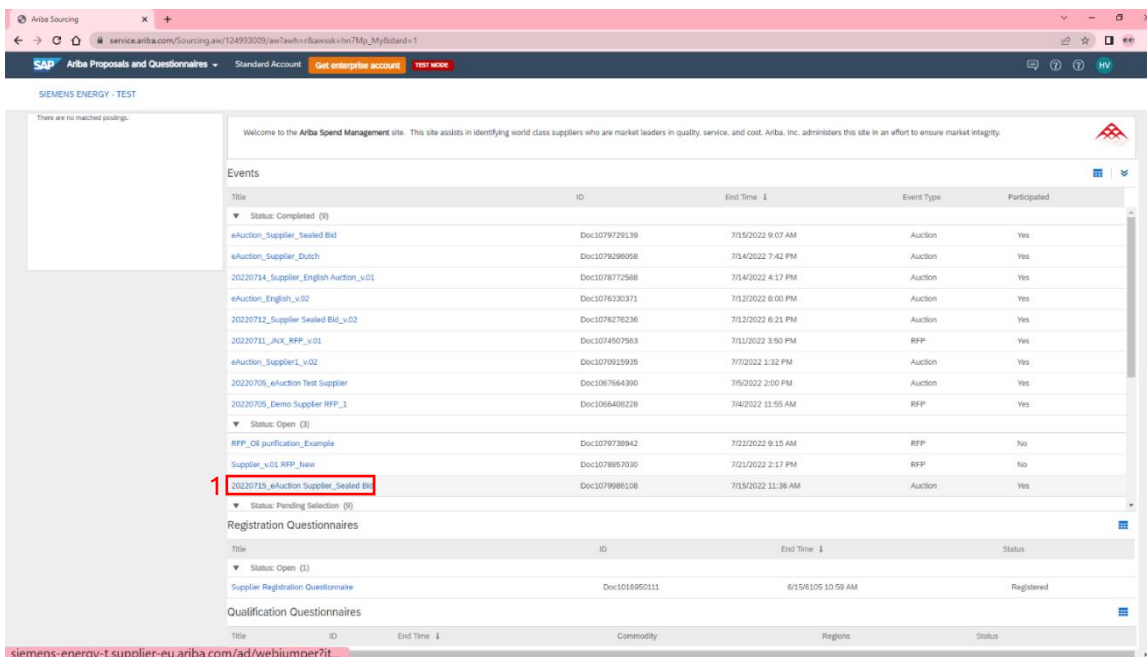 Ariba Sourcing
service.ariba.com/Sourcing.aw/124993009/aw?awh=r&awssk=hn7Mp_My&dard=1
SAP Ariba Proposals and Questionnaires Standard Account Get enterprise account TEST MODE HV
SIEMENS ENERGY - TEST
There are no matched postings.
Welcome to the Ariba Spend Management site. This site assists in identifying world class suppliers who are market leaders in quality, service, and cost. Ariba, Inc. administers this site in an effort to ensure market integrity.
Events
Title ID End Time ↓ Event Type Participated
▼ Status: Completed (9)
eAuction_Supplier_Sealed Bid Doc1079729139 7/15/2022 9:07 AM Auction Yes
eAuction_Supplier_Dutch Doc1079296058 7/14/2022 7:42 PM Auction Yes
20220714_Supplier_English Auction_v.01 Doc1078772588 7/14/2022 4:17 PM Auction Yes
eAuction_English_v.02 Doc1076330371 7/12/2022 8:00 PM Auction Yes
20220712_Supplier Sealed Bid_v.02 Doc1076276236 7/12/2022 6:21 PM Auction Yes
20220711_JNX_RFP_v.01 Doc1074507563 7/11/2022 3:50 PM RFP Yes
eAuction_Supplier1_v.02 Doc1070915935 7/7/2022 1:32 PM Auction Yes
20220705_eAuction Test Supplier Doc1067664390 7/5/2022 2:00 PM Auction Yes
20220705_Demo Supplier RFP_1 Doc1066408228 7/4/2022 11:55 AM RFP Yes
▼ Status: Open (3)
RFP_Oil purification_Example Doc1079738942 7/22/2022 9:15 AM RFP No
Supplier_v.01 RFP_New Doc1078857030 7/21/2022 2:17 PM RFP No
1 20220715_eAuction Supplier_Sealed Bid Doc1079986108 7/15/2022 11:36 AM Auction Yes
▼ Status: Pending Selection (9)
Registration Questionnaires
Title ID End Time ↓ Status
▼ Status: Open (1)
Supplier Registration Questionnaire Doc1016950111 6/15/6105 10:59 AM Registered
Qualification Questionnaires
Title ID End Time ↓ Commodity Regions Status
siemens-energy-t.supplier-eu.ariba.com/ad/webjumper?it...